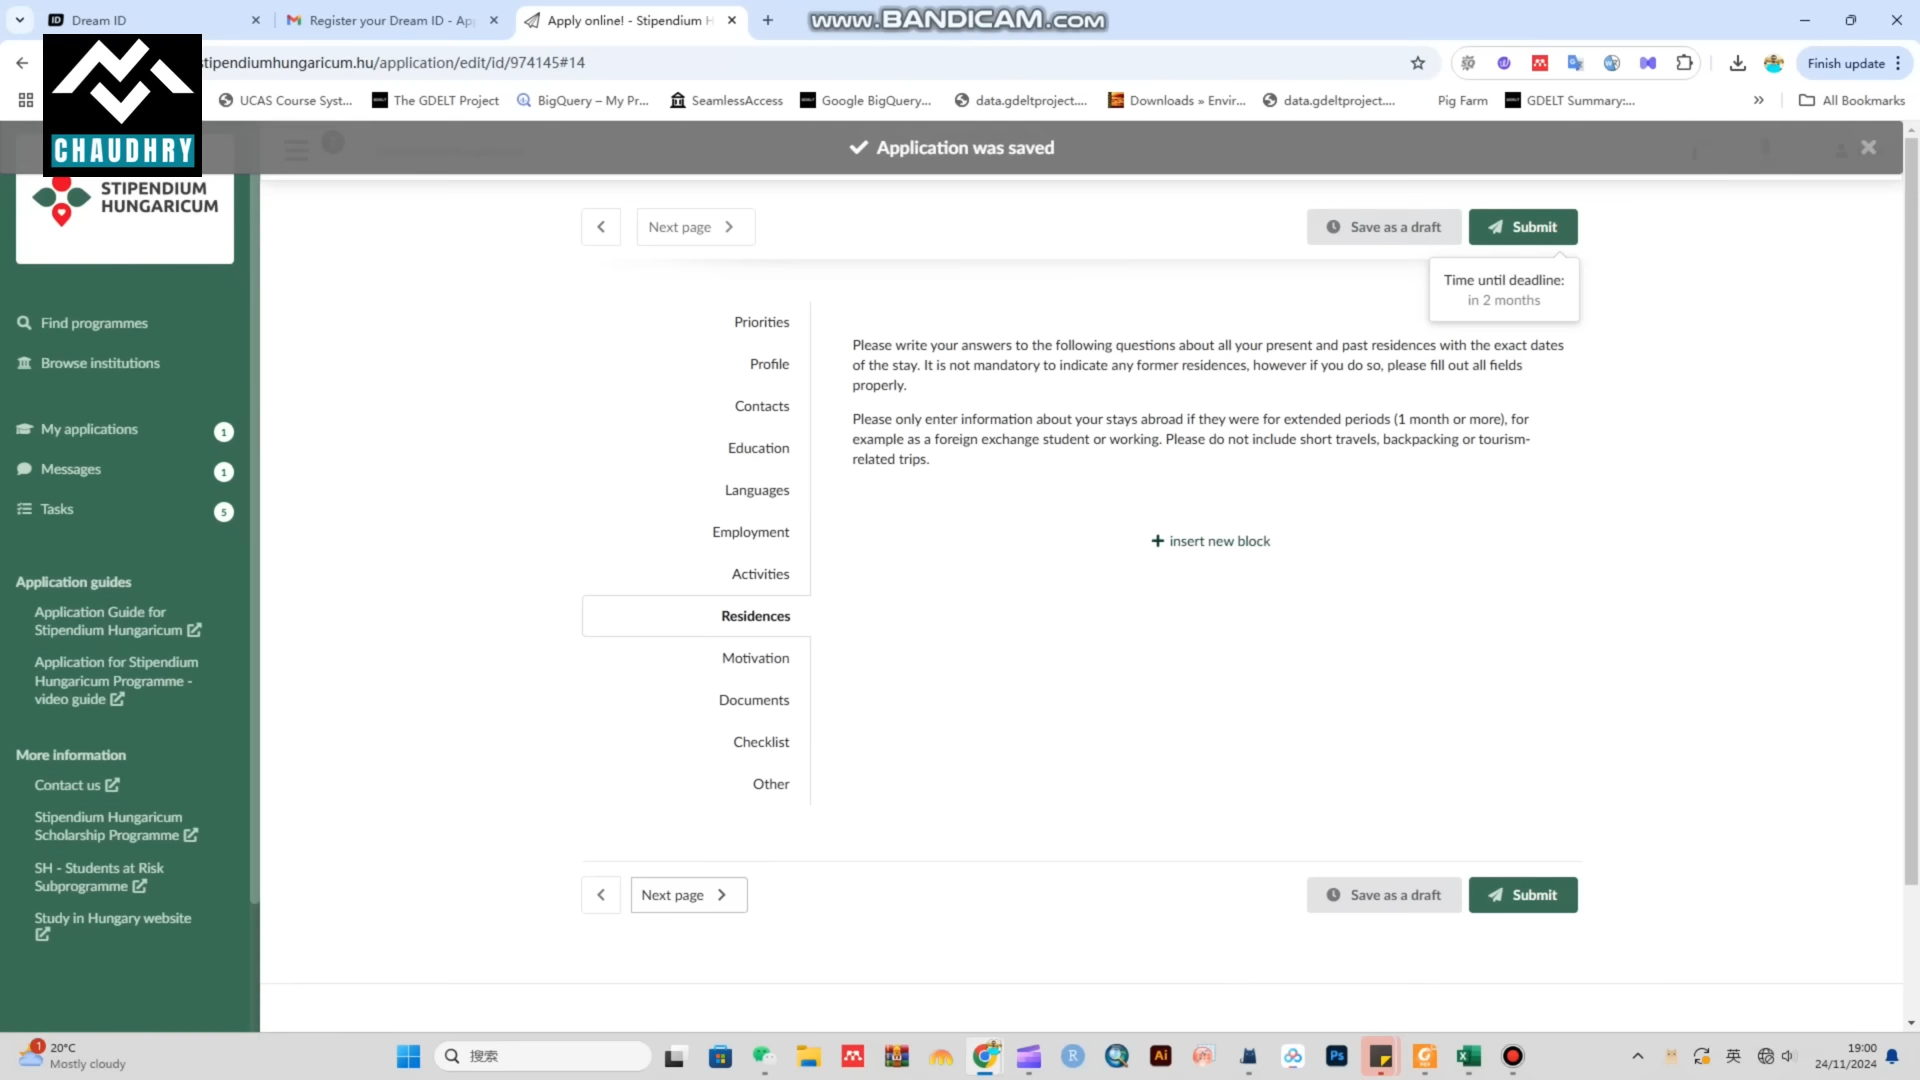 Dream ID
Register your Dream ID - Ap
Apply online! - Stipendium H
www.BANDICAM.com
tipendiumhungaricum.hu/application/edit/id/974145#14
Finish update
UCAS Course Syst...
The GDELT Project
BigQuery – My Pr...
SeamlessAccess
Google BigQuery...
data.gdeltproject....
Downloads » Envir...
data.gdeltproject....
Pig Farm
GDELT Summary:...
All Bookmarks
CHAUDHRY
Application was saved
STIPENDIUM
HUNGARICUM
Next page
Save as a draft
Submit
Time until deadline:
in 2 months
Find programmes
Browse institutions
My applications
1
Messages
1
Tasks
5
Application guides
Application Guide for
Stipendium Hungaricum
Application for Stipendium
Hungaricum Programme -
video guide
More information
Contact us
Stipendium Hungaricum
Scholarship Programme
SH - Students at Risk
Subprogramme
Study in Hungary website
Priorities
Profile
Contacts
Education
Languages
Employment
Activities
Residences
Motivation
Documents
Checklist
Other
Please write your answers to the following questions about all your present and past residences with the exact dates
of the stay. It is not mandatory to indicate any former residences, however if you do so, please fill out all fields
properly.
Please only enter information about your stays abroad if they were for extended periods (1 month or more), for
example as a foreign exchange student or working. Please do not include short travels, backpacking or tourism-
related trips.
insert new block
Next page
Save as a draft
Submit
1
20°C
Mostly cloudy
搜索
R
Ai
Ps
英
19:00
24/11/2024